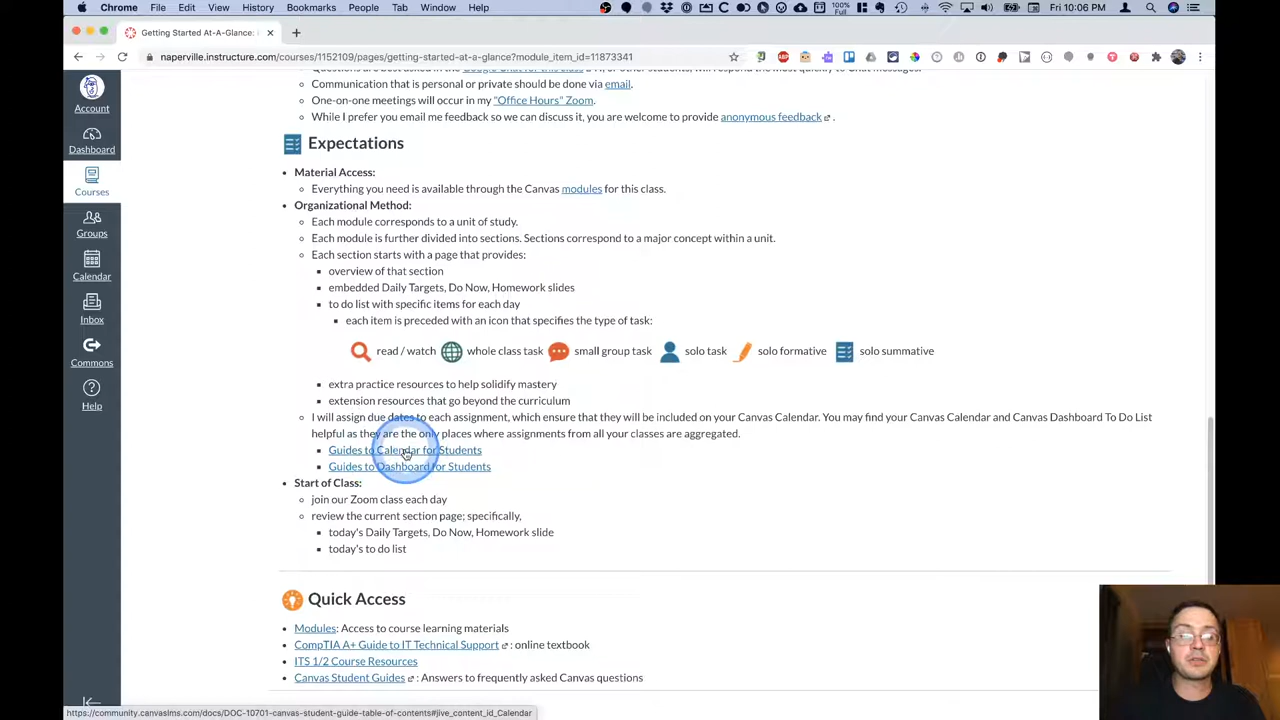 Chrome File Edit View History Bookmarks People Tab Window Help
100% Full
Fri 10:06 PM
Getting Started At-A-Glance:
naperville.instructure.com/courses/1152109/pages/getting-started-at-a-glance?module_item_id=11873341
Account
Dashboard
Courses
Groups
Calendar
Inbox
Commons
Help
Communication that is personal or private should be done via email.
One-on-one meetings will occur in my "Office Hours" Zoom.
While I prefer you email me feedback so we can discuss it, you are welcome to provide anonymous feedback .
Expectations
Material Access:
Everything you need is available through the Canvas modules for this class.
Organizational Method:
Each module corresponds to a unit of study.
Each module is further divided into sections. Sections correspond to a major concept within a unit.
Each section starts with a page that provides:
overview of that section
embedded Daily Targets, Do Now, Homework slides
to do list with specific items for each day
each item is preceded with an icon that specifies the type of task:
read / watch whole class task small group task solo task solo formative solo summative
extra practice resources to help solidify mastery
extension resources that go beyond the curriculum
I will assign due dates to each assignment, which ensure that they will be included on your Canvas Calendar. You may find your Canvas Calendar and Canvas Dashboard To Do List
helpful as they are the only places where assignments from all your classes are aggregated.
Guides to Calendar for Students
Guides to Dashboard for Students
Start of Class:
join our Zoom class each day
review the current section page; specifically,
today's Daily Targets, Do Now, Homework slide
today's to do list
Quick Access
Modules: Access to course learning materials
CompTIA A+ Guide to IT Technical Support : online textbook
ITS 1/2 Course Resources
Canvas Student Guides : Answers to frequently asked Canvas questions
https://community.canvaslms.com/docs/DOC-10701-canvas-student-guide-table-of-contents#jive_content_id_Calendar